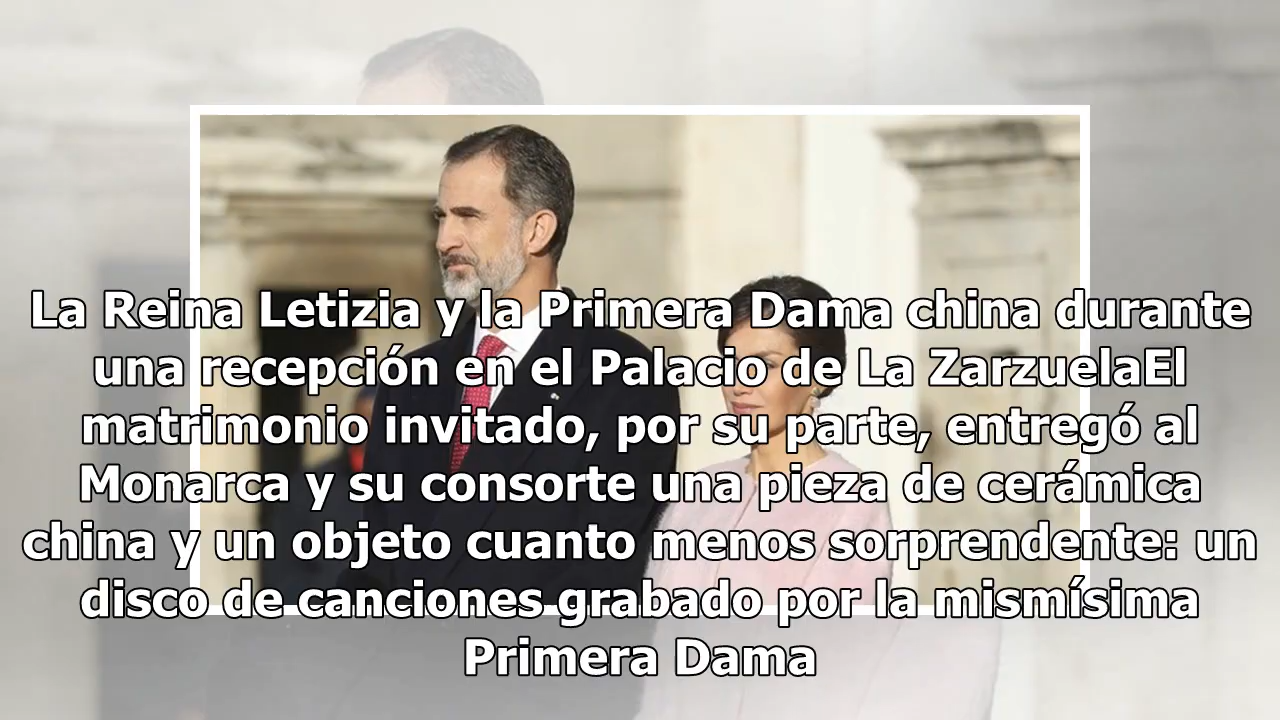 La Reina Letizia y la Primera Dama china durante
una recepción en el Palacio de La ZarzuelaEl
matrimonio invitado, por su parte, entregó al
Monarca y su consorte una pieza de cerámica
china y un objeto cuanto menos sorprendente: un
disco de canciones grabado por la mismísima
Primera Dama